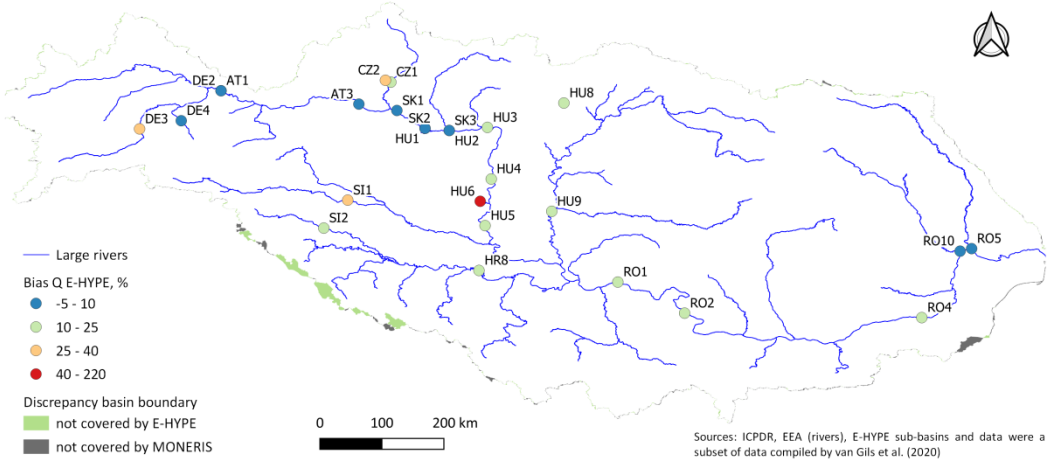 CZ2
CZ1
DE2
AT1
AT3
SK1
HU8
DE4
DE3
SK2
SK3
HU3
HU1
HU2
HU4
SI1
HU6
HU9
SI2
HU5
RO10
RO5
HR8
RO1
RO2
RO4
Large rivers
Bias Q E-HYPE, %
-5 - 10
10 - 25
25 - 40
40 - 220
Discrepancy basin boundary
not covered by E-HYPE
not covered by MONERIS
0 100 200 km
Sources: ICPDR, EEA (rivers), E-HYPE sub-basins and data were a
subset of data compiled by van Gils et al. (2020)